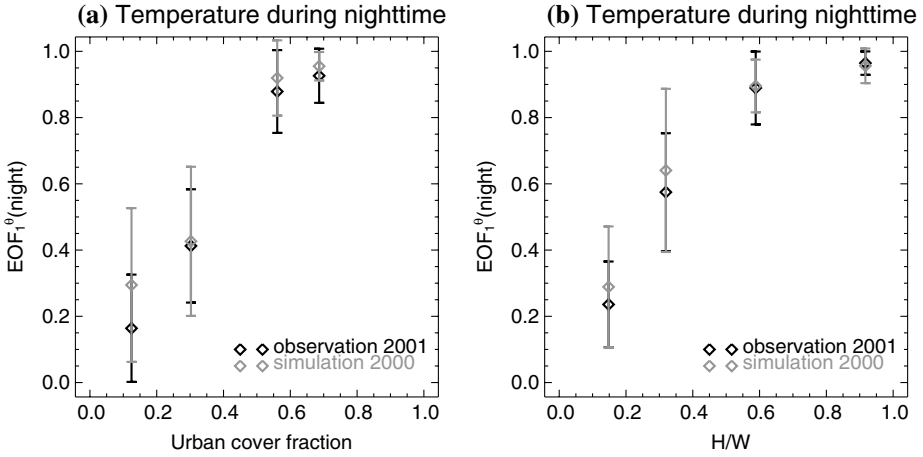 (a) Temperature during nighttime
1.0
0.8
0.6
0.4
0.2
0.0
EOF₁^θ(night)
observation 2001
simulation 2000
0.0 0.2 0.4 0.6 0.8 1.0
Urban cover fraction
(b) Temperature during nighttime
1.0
0.8
0.6
0.4
0.2
0.0
EOF₁^θ(night)
observation 2001
simulation 2000
0.0 0.2 0.4 0.6 0.8 1.0
H/W